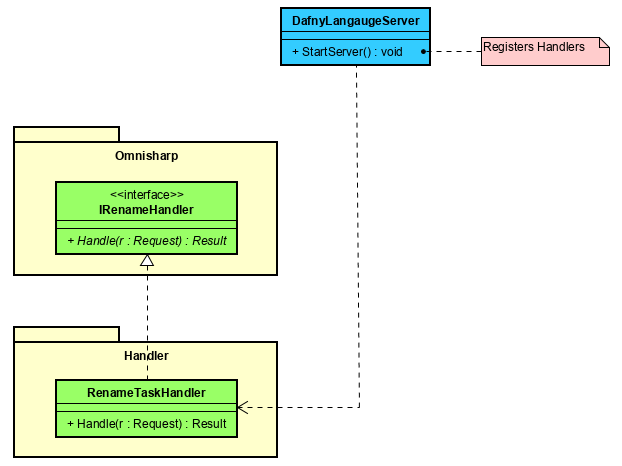 DafnyLangaugeServer
+ StartServer() : void
Registers Handlers
Omnisharp
<<interface>>
IRenameHandler
+ Handle(r : Request) : Result
Handler
RenameTaskHandler
+ Handle(r : Request) : Result